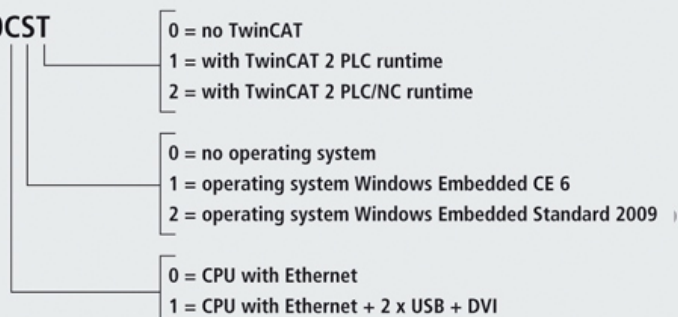 CST
0 = no TwinCAT
1 = with TwinCAT 2 PLC runtime
2 = with TwinCAT 2 PLC/NC runtime
0 = no operating system
1 = operating system Windows Embedded CE 6
2 = operating system Windows Embedded Standard 2009
0 = CPU with Ethernet
1 = CPU with Ethernet + 2 x USB + DVI